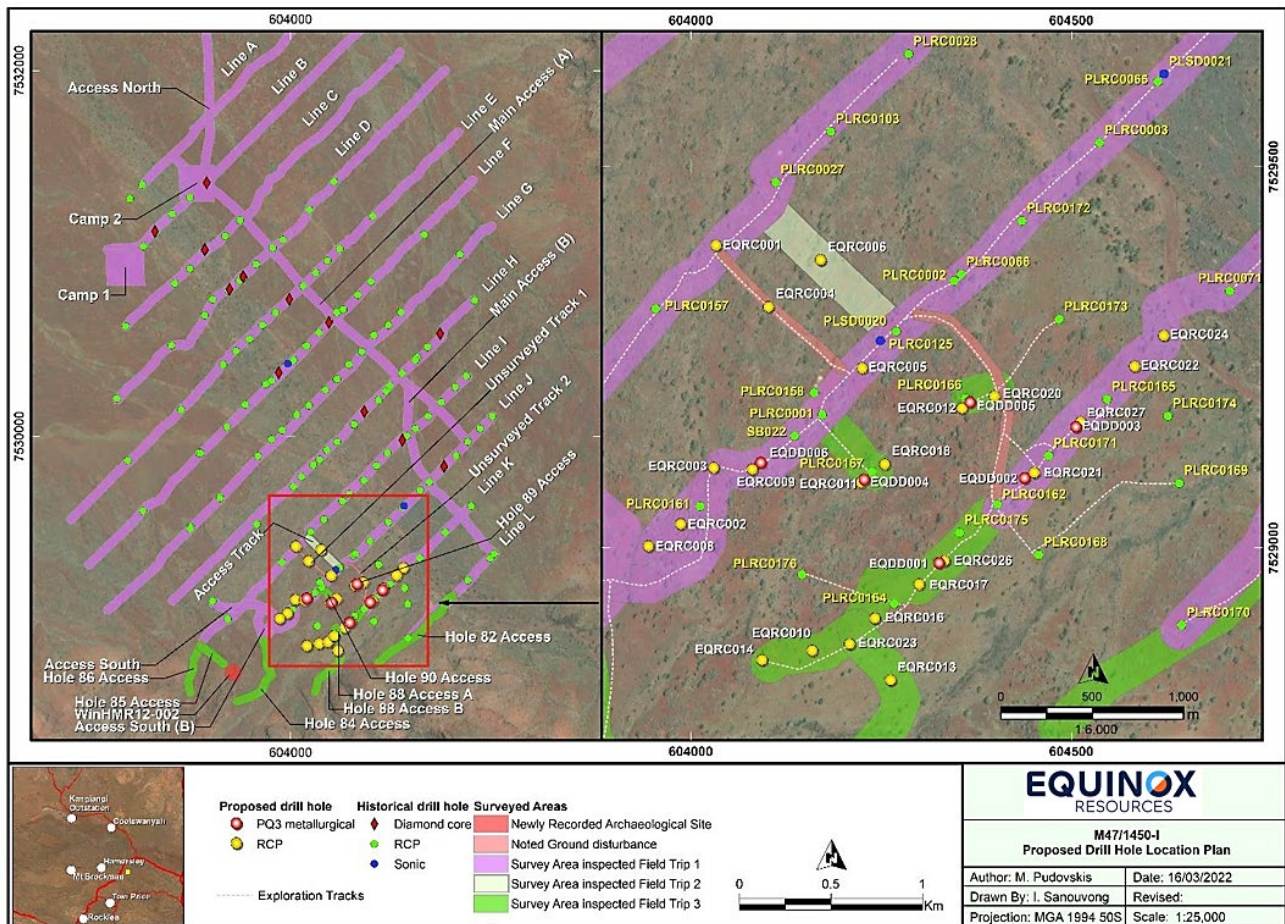 604000
604000
604500
7532000
7530000
7529500
7529000
Line A
Line B
Line C
Line D
Line E
Main Access (A)
Line F
Line G
Line H
Main Access (B)
Unsurveyed Track 1
Line I
Line J
Unsurveyed Track 2
Line K
Hole 89 Access
Line L
Access North
Camp 2
Camp 1
Access Track
Access South
Hole 86 Access
Hole 85 Access
WinHMR12-002
Access South (B)
Hole 84 Access
Hole 88 Access B
Hole 88 Access A
Hole 90 Access
Hole 82 Access
PLRC0028
PLSD0021
PLRC0065
PLRC0103
PLRC0003
PLRC0027
PLRC0172
EQRC001
EQRC006
PLRC0002
PLRC0066
PLRC0071
PLRC0157
EQRC004
PLRC0173
PLSD0020
PLRC0125
EQRC024
EQRC005
EQRC022
PLRC0158
PLRC0166
EQRC020
PLRC0165
PLRC0001
EQRC012
EQDD005
PLRC0174
SB022
EQRC027
EQDD003
EQRC003
EQDD006
PLRC0167
EQRC018
PLRC0171
EQRC009
EQRC011
EQDD004
EQDD002
EQRC021
PLRC0169
PLRC0161
PLRC0162
EQRC002
PLRC0175
EQRC008
PLRC0168
PLRC0176
EQDD001
EQRC026
EQRC017
PLRC0164
EQRC016
PLRC0170
EQRC010
EQRC014
EQRC023
EQRC013
N
0 500 1,000
m
1:6,000
604000
604000
604500
Kanjiangi
Outstation
Coolawanyah
Hamersley
Mt Brockman
Tom Price
Rocklea
Proposed drill hole
PQ3 metallurgical
RCP
Exploration Tracks
Historical drill hole
Diamond core
RCP
Sonic
Surveyed Areas
Newly Recorded Archaeological Site
Noted Ground disturbance
Survey Area inspected Field Trip 1
Survey Area inspected Field Trip 2
Survey Area inspected Field Trip 3
N
0 0.5 1
Km
EQUINOX
RESOURCES
M47/1450-I
Proposed Drill Hole Location Plan
Author: M. Pudovskis
Date: 16/03/2022
Drawn By: I. Sanouvong
Revised:
Projection: MGA 1994 50S
Scale: 1:25,000